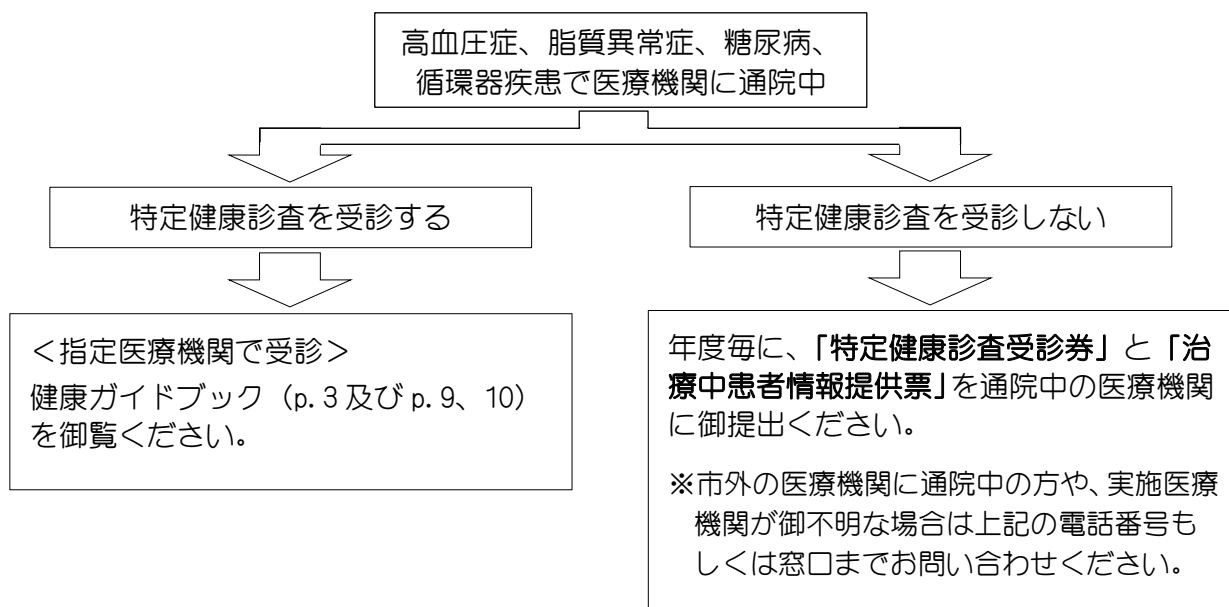 高血圧症、脂質異常症、糖尿病、
循環器疾患で医療機関に通院中
特定健康診査を受診する
特定健康診査を受診しない
＜指定医療機関で受診＞
健康ガイドブック（p.3及びp.9、10）
を御覧ください。
年度毎に、「特定健康診査受診券」と「治
療中患者情報提供票」を通院中の医療機関
に御提出ください。
※市外の医療機関に通院中の方や、実施医療
機関が御不明な場合は上記の電話番号も
しくは窓口までお問い合わせください。